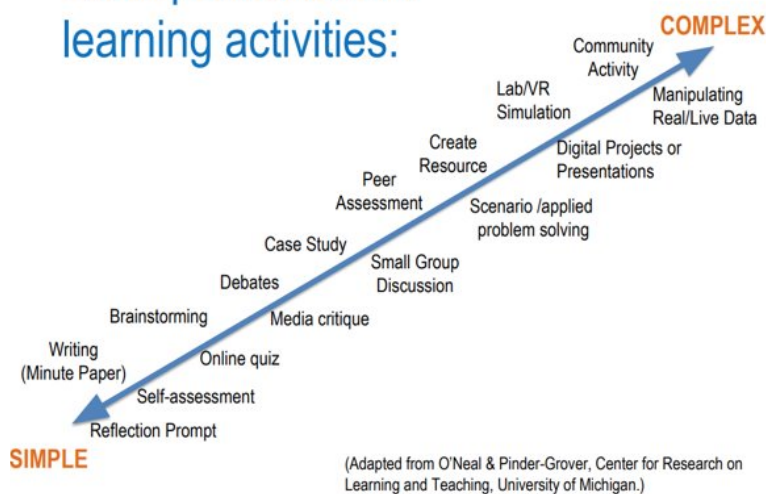 learning activities:
COMPLEX
Community
Activity
Lab/VR
Simulation
Manipulating
Real/Live Data
Create
Resource
Digital Projects or
Presentations
Peer
Assessment
Scenario /applied
problem solving
Case Study
Small Group
Discussion
Debates
Brainstorming
Media critique
Writing
(Minute Paper)
Online quiz
Self-assessment
Reflection Prompt
SIMPLE
(Adapted from O'Neal & Pinder-Grover, Center for Research on
Learning and Teaching, University of Michigan.)